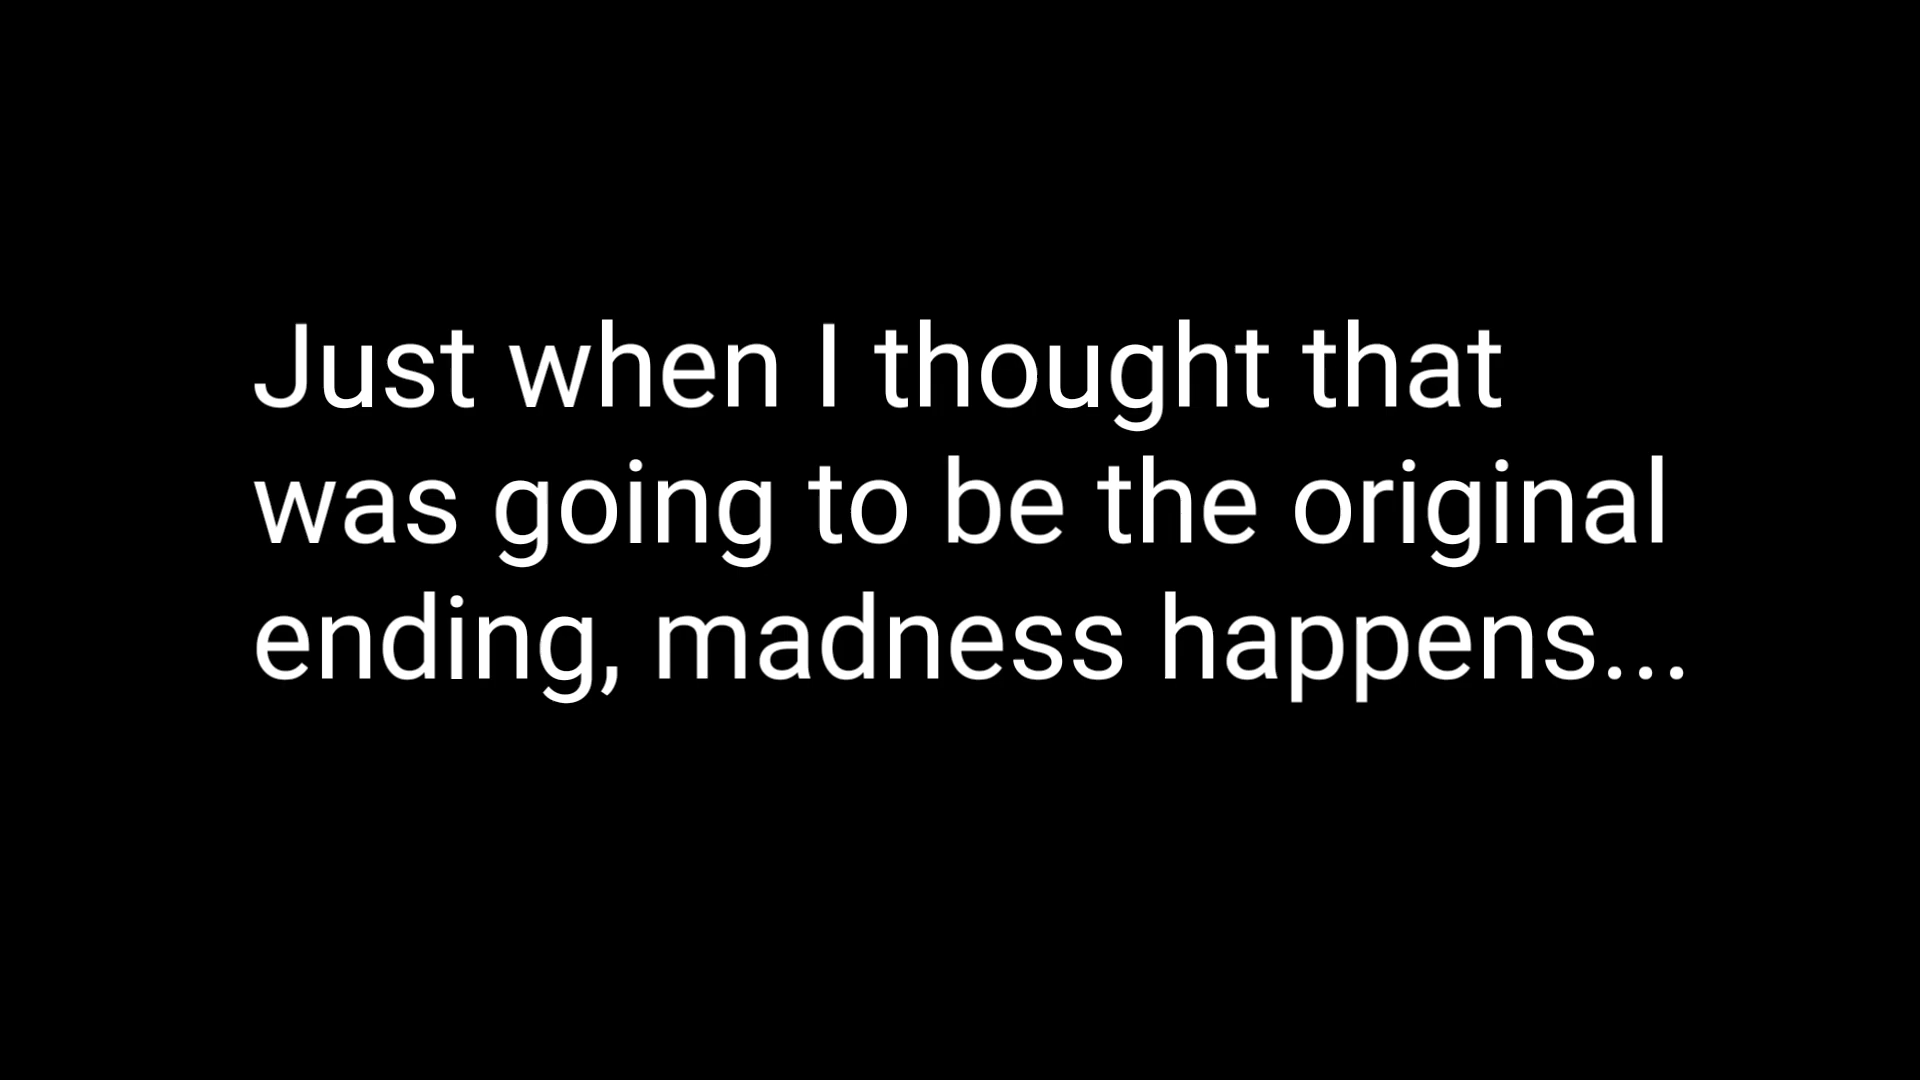 Just when I thought that
was going to be the original
ending, madness happens...